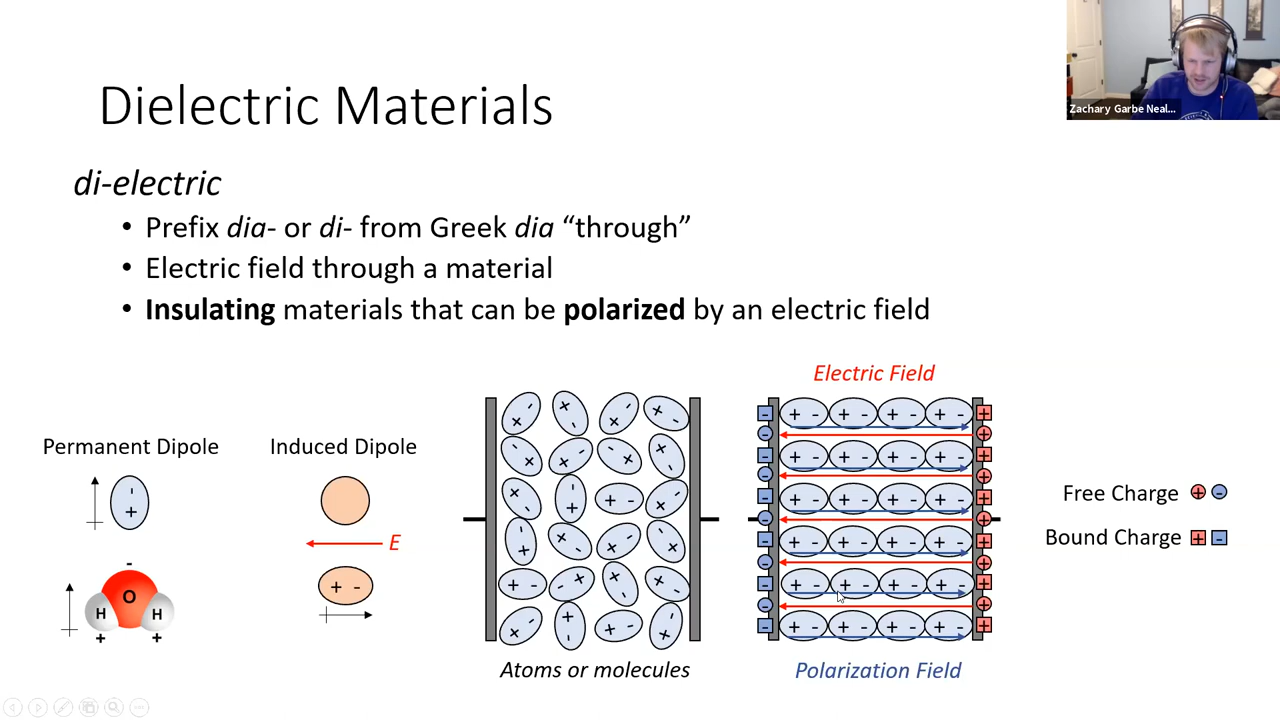 Zachary Garbe Neal...
Dielectric Materials
di-electric
• Prefix dia- or di- from Greek dia “through”
• Electric field through a material
• Insulating materials that can be polarized by an electric field
Electric Field
Permanent Dipole
Induced Dipole
E
O
H H
Free Charge
Bound Charge
Atoms or molecules
Polarization Field